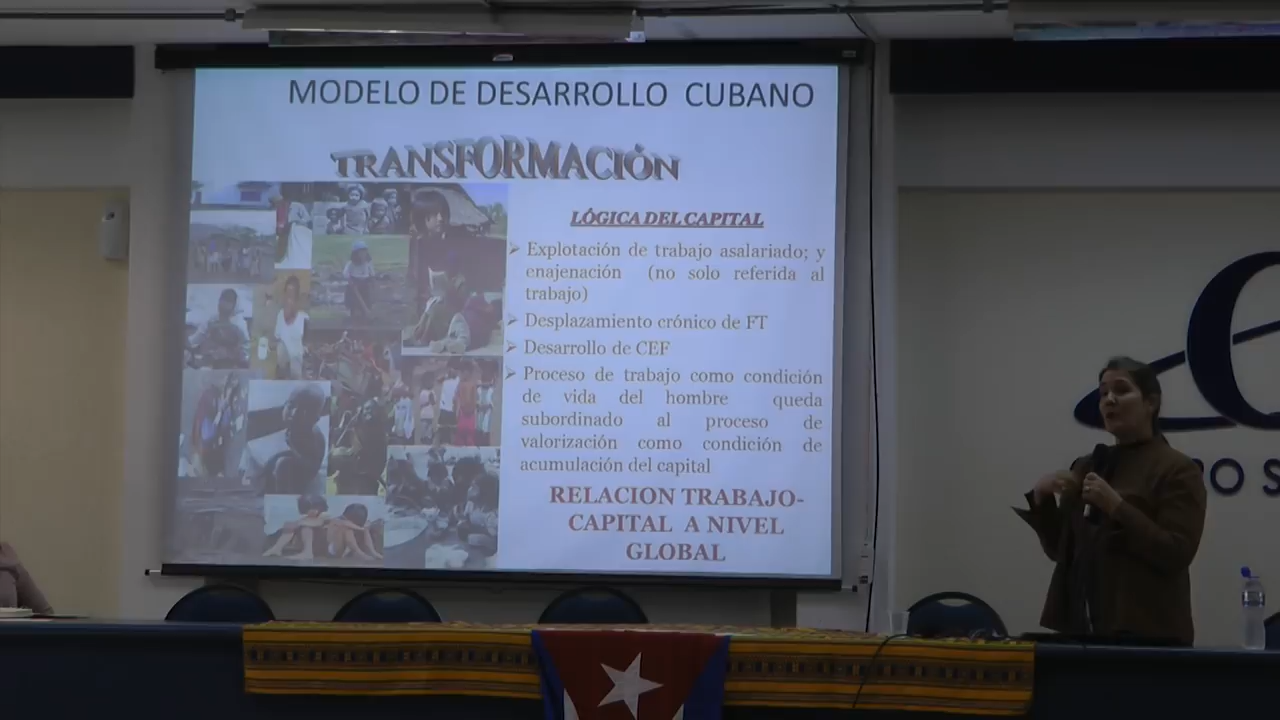 MODELO DE DESARROLLO CUBANO
TRANSFORMACIÓN
LÓGICA DEL CAPITAL
➢ Explotación de trabajo asalariado; y
enajenación (no solo referida al
trabajo)
➢ Desplazamiento crónico de FT
➢ Desarrollo de CEF
➢ Proceso de trabajo como condición
de vida del hombre queda
subordinado al proceso de
valorización como condición de
acumulación del capital
RELACION TRABAJO-
CAPITAL A NIVEL
GLOBAL